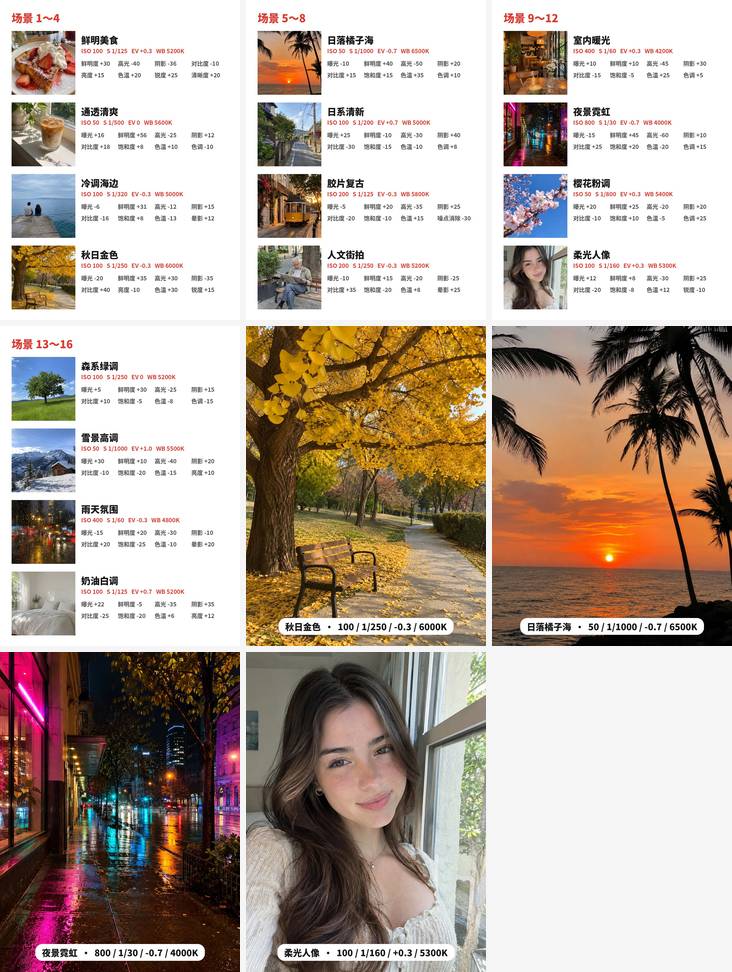 场景 1～4
鲜明美食
ISO 100 S 1/125 EV +0.3 WB 5200K
鲜明度 +30 高光 -40 阴影 -36 对比度 -10
亮度 +15 色温 +20 锐度 +25 清晰度 +20
通透清爽
ISO 50 S 1/500 EV 0 WB 5600K
曝光 +16 鲜明度 +56 高光 -25 阴影 +12
对比度 +18 饱和度 +8 色温 +10 色调 -10
冷调海边
ISO 100 S 1/320 EV -0.3 WB 5000K
曝光 -6 鲜明度 +31 高光 -12 阴影 +15
对比度 -16 饱和度 +8 色温 -13 晕影 +12
秋日金色
ISO 100 S 1/250 EV -0.3 WB 6000K
曝光 -20 鲜明度 +35 高光 +30 阴影 -35
对比度 +40 亮度 -10 色温 +30 锐度 +15
场景 5～8
日落橘子海
ISO 50 S 1/1000 EV -0.7 WB 6500K
曝光 -10 鲜明度 +40 高光 -50 阴影 -20
对比度 +15 饱和度 +15 色温 +35 色调 +10
日系清新
ISO 100 S 1/200 EV +0.7 WB 5000K
曝光 +25 鲜明度 -10 高光 -30 阴影 +40
对比度 -30 饱和度 -15 色温 -10 色调 +8
胶片复古
ISO 200 S 1/125 EV -0.3 WB 5800K
曝光 -5 鲜明度 +20 高光 -35 阴影 +25
对比度 -20 饱和度 -10 色温 +15 噪点消除 -30
人文街拍
ISO 200 S 1/250 EV -0.3 WB 5200K
曝光 -10 鲜明度 +15 高光 -20 阴影 -25
对比度 +35 饱和度 -20 色温 +8 晕影 +25
场景 9～12
室内暖光
ISO 400 S 1/60 EV +0.3 WB 4200K
曝光 +10 鲜明度 +10 高光 -45 阴影 +30
对比度 -15 饱和度 -5 色温 +25 色调 +5
夜景霓虹
ISO 800 S 1/30 EV -0.7 WB 4000K
曝光 -15 鲜明度 +45 高光 -60 阴影 +10
对比度 +25 饱和度 +20 色温 -20 色调 +15
樱花粉调
ISO 50 S 1/800 EV +0.3 WB 5400K
曝光 +20 鲜明度 +25 高光 -20 阴影 +20
对比度 -10 饱和度 +10 色温 -5 色调 +25
柔光人像
ISO 100 S 1/160 EV +0.3 WB 5300K
曝光 +12 鲜明度 +8 高光 -30 阴影 +25
对比度 -20 饱和度 -8 色温 +12 锐度 -10
场景 13～16
森系绿调
ISO 100 S 1/250 EV 0 WB 5200K
曝光 +5 鲜明度 +30 高光 -25 阴影 +15
对比度 +10 饱和度 -5 色温 -8 色调 -15
雪景高调
ISO 50 S 1/1000 EV +1.0 WB 5500K
曝光 +30 鲜明度 +10 高光 -40 阴影 +20
对比度 -10 饱和度 -20 色温 -15 亮度 +10
雨天氛围
ISO 400 S 1/60 EV -0.3 WB 4800K
曝光 -15 鲜明度 +20 高光 -30 阴影 -10
对比度 +20 饱和度 -25 色温 -10 晕影 +20
奶油白调
ISO 100 S 1/125 EV +0.7 WB 5200K
曝光 +22 鲜明度 -5 高光 -35 阴影 +35
对比度 -25 饱和度 -20 色温 +6 亮度 +12
秋日金色 · 100 / 1/250 / -0.3 / 6000K
日落橘子海 · 50 / 1/1000 / -0.7 / 6500K
夜景霓虹 · 800 / 1/30 / -0.7 / 4000K
柔光人像 · 100 / 1/160 / +0.3 / 5300K